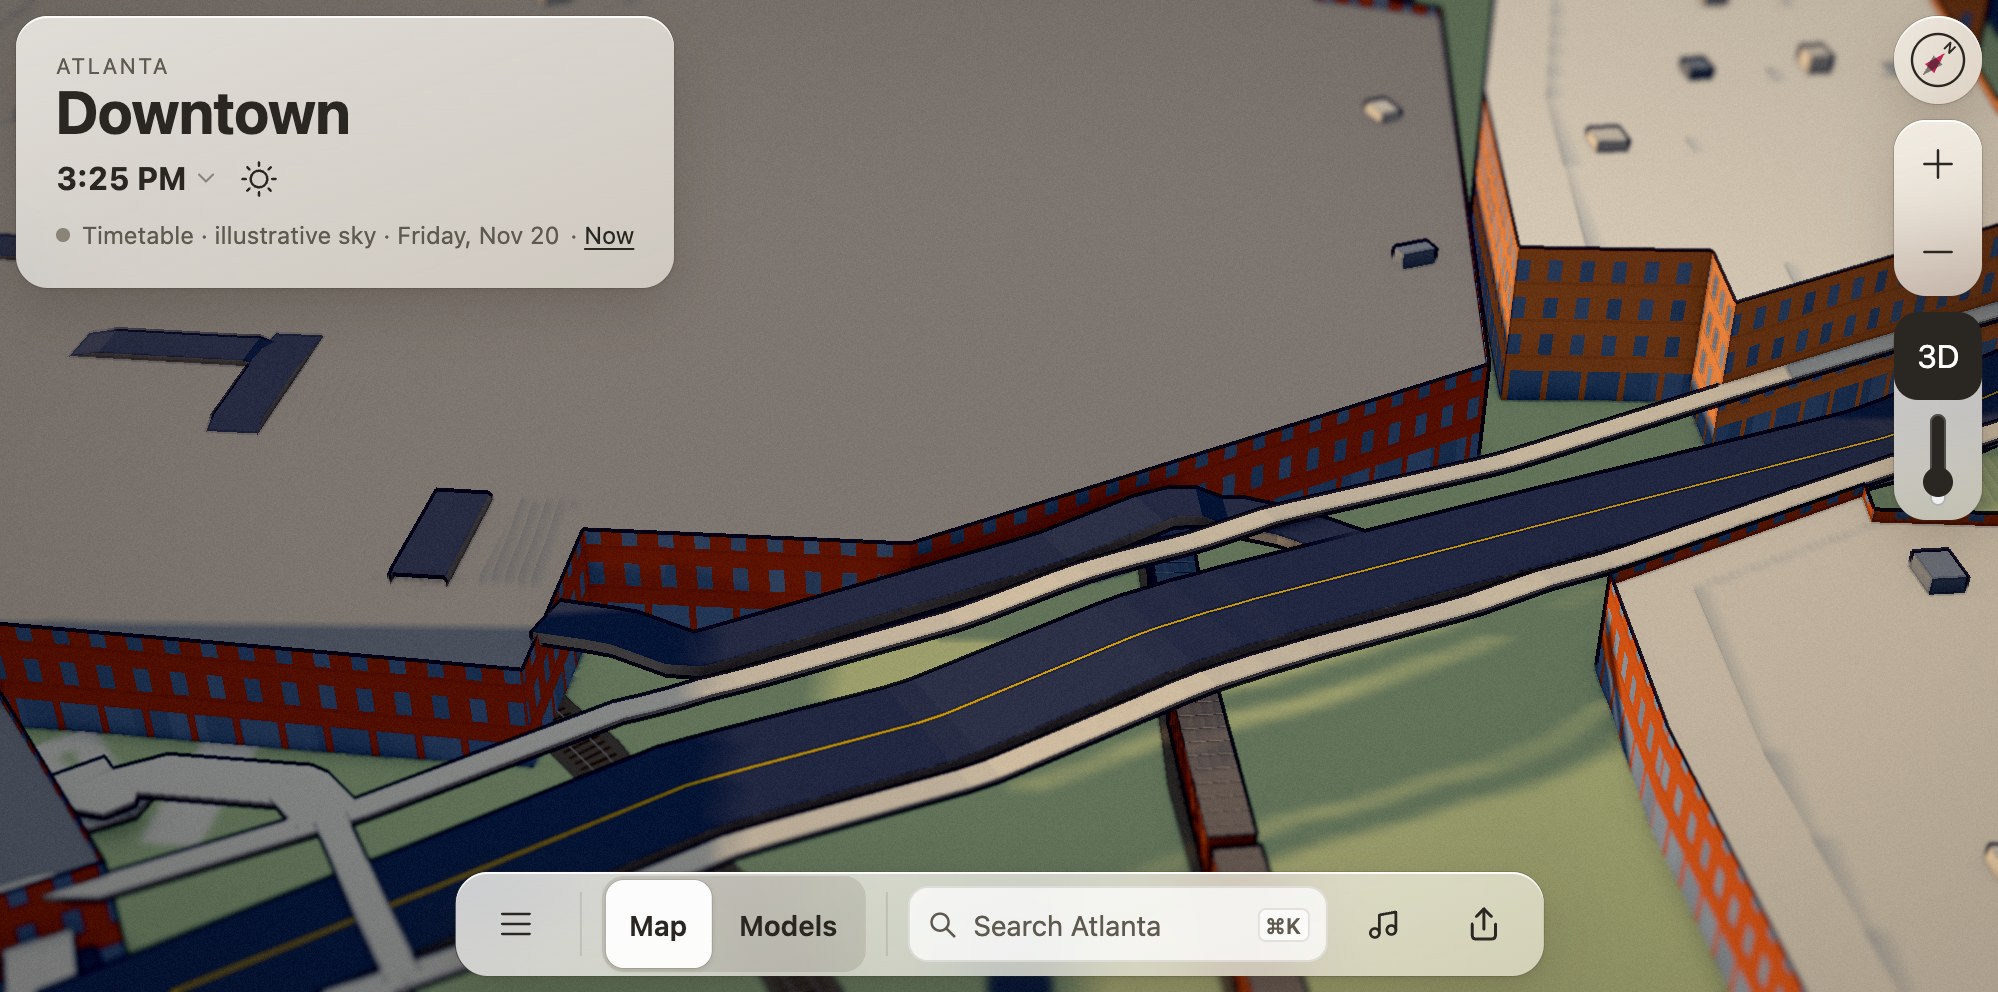 ATLANTA
Downtown
3:25 PM
Timetable · illustrative sky · Friday, Nov 20 · Now
N
3D
Map
Models
Search Atlanta
⌘K